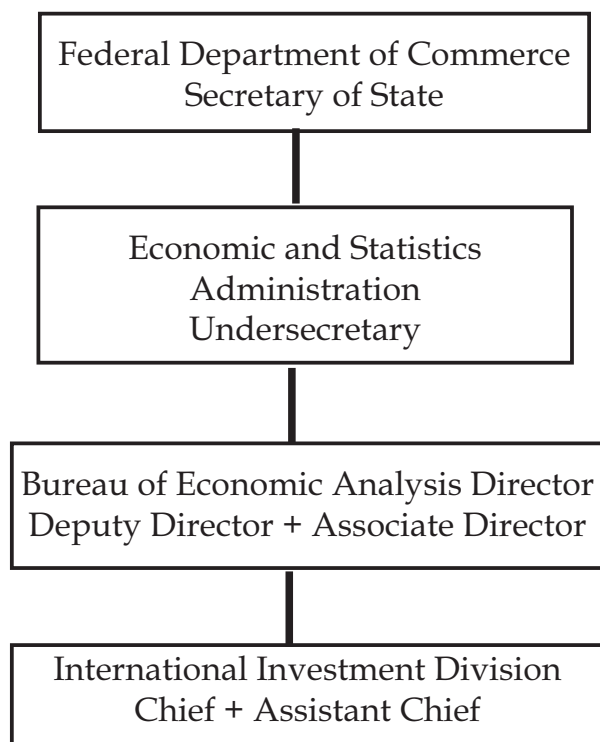 Federal Department of Commerce
Secretary of State
Economic and Statistics
Administration
Undersecretary
Bureau of Economic Analysis Director
Deputy Director + Associate Director
International Investment Division
Chief + Assistant Chief